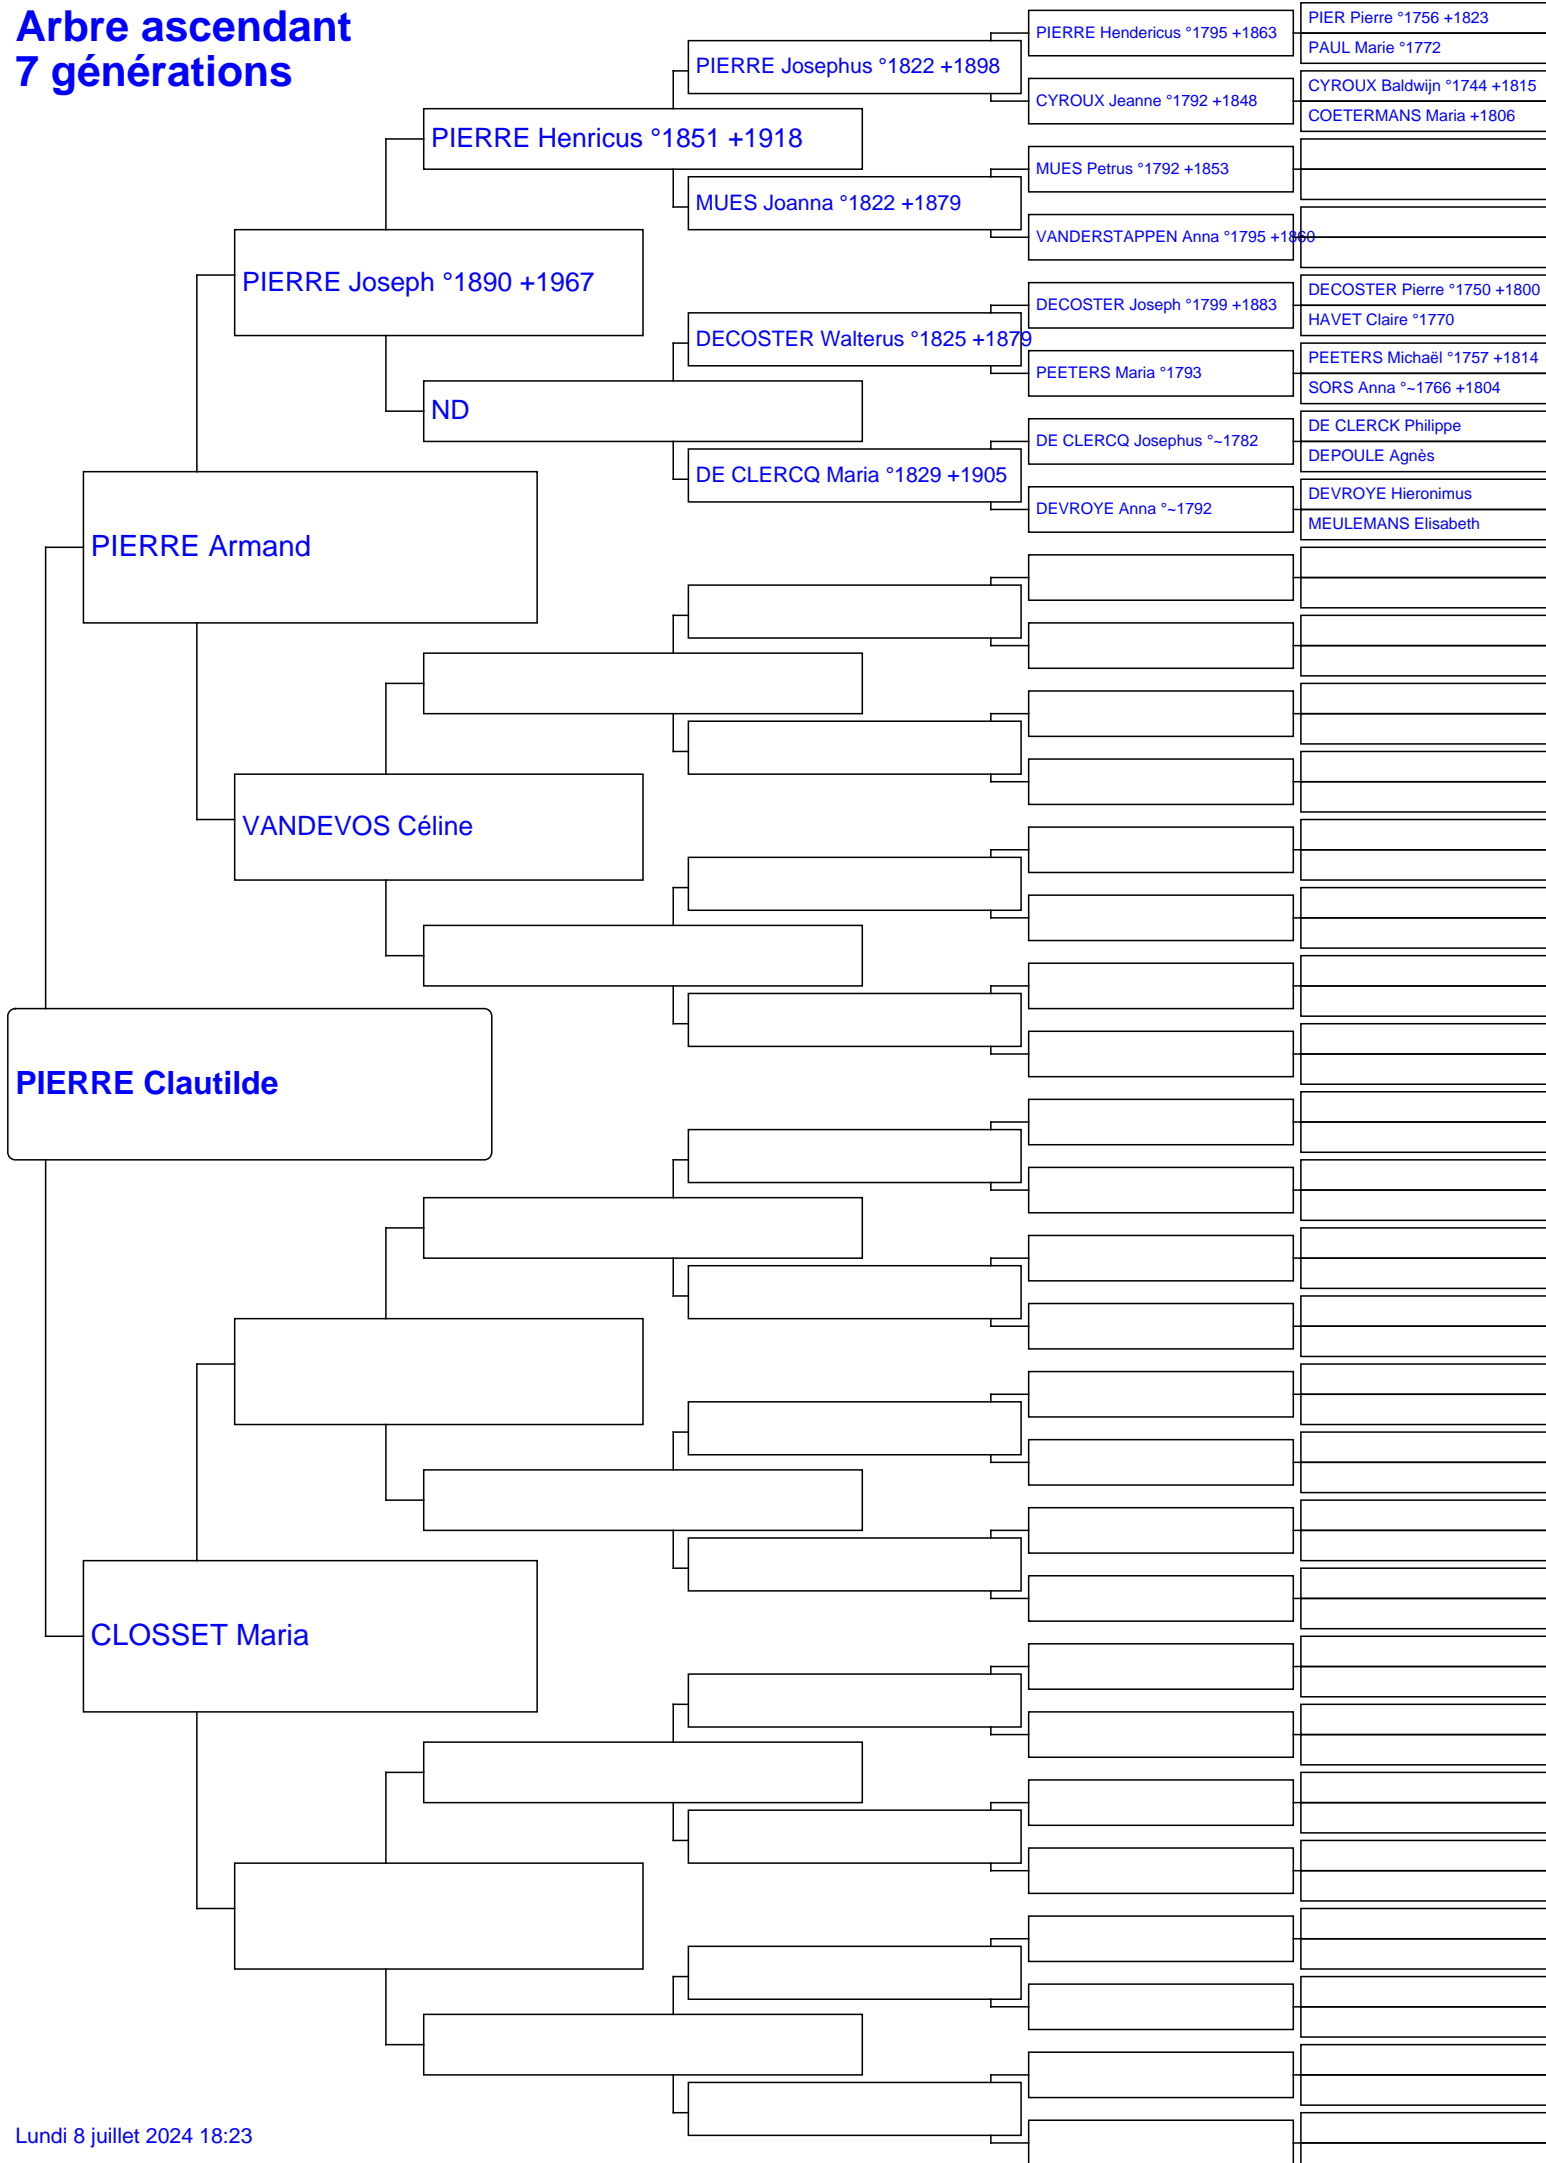 Arbre ascendant
7 générations
PIER Pierre °1756 +1823
PIERRE Hendericus °1795 +1863
PAUL Marie °1772
PIERRE Josephus °1822 +1898
CYROUX Baldwijn °1744 +1815
CYROUX Jeanne °1792 +1848
COETERMANS Maria +1806
PIERRE Henricus °1851 +1918
MUES Petrus °1792 +1853
MUES Joanna °1822 +1879
VANDERSTAPPEN Anna °1795 +1860
PIERRE Joseph °1890 +1967
DECOSTER Pierre °1750 +1800
DECOSTER Joseph °1799 +1883
HAVET Claire °1770
DECOSTER Walterus °1825 +1879
PEETERS Michaël °1757 +1814
PEETERS Maria °1793
SORS Anna °~1766 +1804
ND
DE CLERCK Philippe
DE CLERCQ Josephus °~1782
DEPOULE Agnès
DE CLERCQ Maria °1829 +1905
DEVROYE Hieronimus
DEVROYE Anna °~1792
MEULEMANS Elisabeth
PIERRE Armand
VANDEVOS Céline
PIERRE Clautilde
CLOSSET Maria
Lundi 8 juillet 2024 18:23